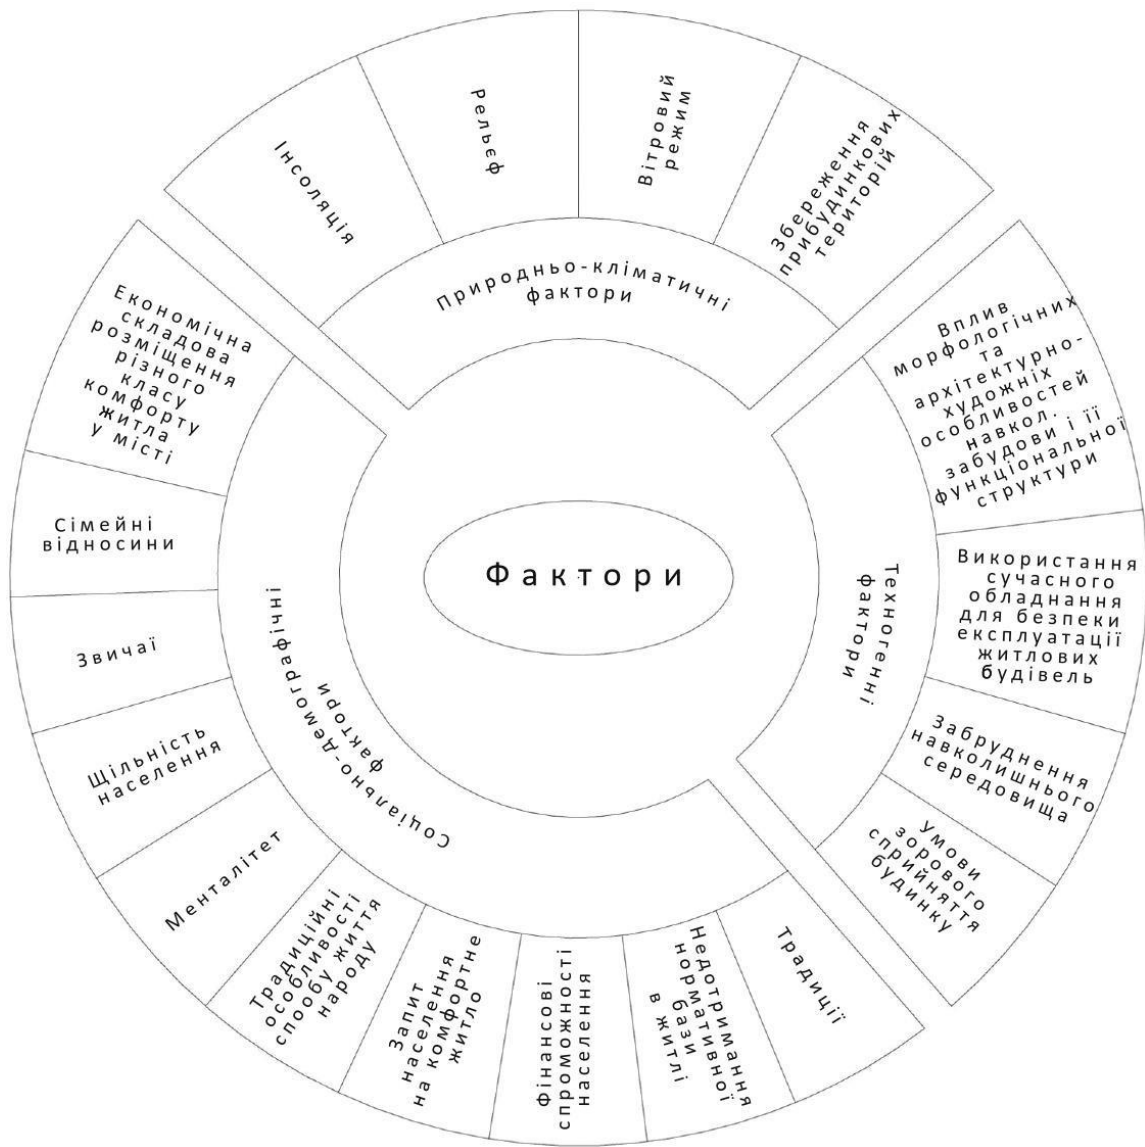 Фактори
Природньо-кліматичні
фактори
Інсоляція
Рельєф
Вітровий
режим
Збереження
прибудинкових
територій
Техногенні
фактори
Вплив
морфологічних
та
архітектурно-
художніх
особливостей
навкол.
забудови і її
функціональної
структури
Використання
сучасного
обладнання
для безпеки
експлуатації
житлових
будівель
Забруднення
навколишнього
середовища
Умови
зорового
сприйняття
будинку
Соціально-демографічні
фактори
Економічна
складова
розміщення
різного
класу
комфорту
житла
у місті
Сімейні
відносини
Звичаї
Щільність
населення
Менталітет
Традиційні
особливості
способу життя
народу
Запит
населення
на комфортне
житло
Фінансові
спроможності
населення
Недотримання
нормативної
бази
в житлі
Традиції